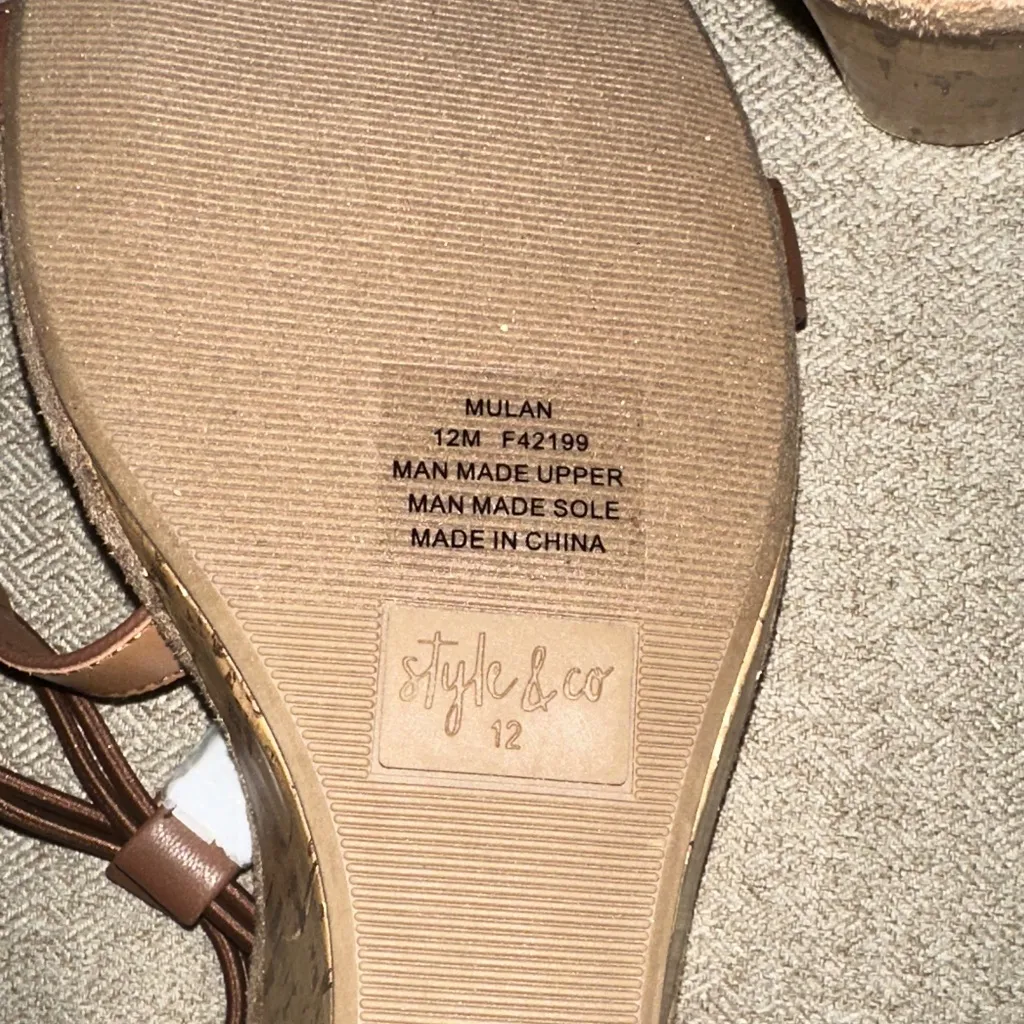 MULAN
12M F42199
MAN MADE UPPER
MAN MADE SOLE
MADE IN CHINA
style & co
12